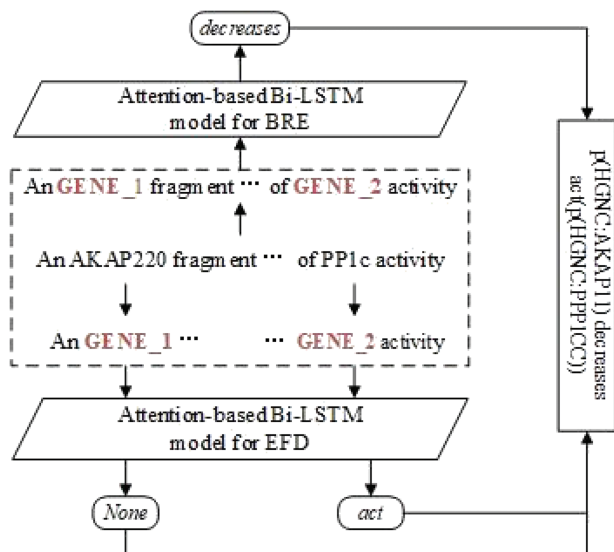 decreases
Attention-based Bi-LSTM
model for BRE
An GENE_1 fragment ··· of GENE_2 activity
An AKAP220 fragment ··· of PP1c activity
An GENE_1 ··· ··· GENE_2 activity
Attention-based Bi-LSTM
model for EFD
None
act
p(HGNC:AKAP11) decreases
act(p(HGNC:PPP1CC))